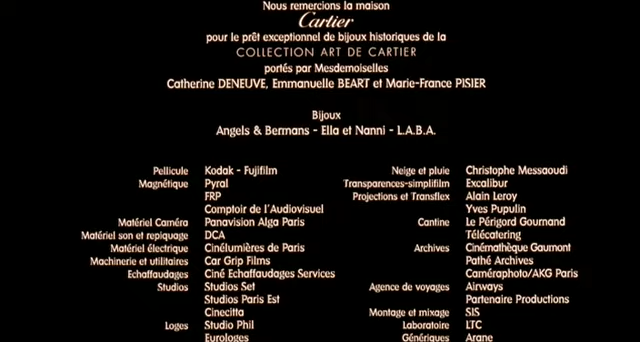 Nous remercions la maison
Cartier
pour le prêt exceptionnel de bijoux historiques de la
COLLECTION ART DE CARTIER
portés par Mesdemoiselles
Catherine DENEUVE, Emmanuelle BEART et Marie-France PISIER
Bijoux
Angels & Bermans - Ella et Nanni - L.A.B.A.
Pellicule Kodak - Fujifilm
Magnétique Pyral
FRP
Comptoir de l'Audiovisuel
Matériel Caméra Panavision Alga Paris
Matériel son et repiquage DCA
Matériel électrique Cinélumières de Paris
Machinerie et utilitaires Car Grip Films
Echaffaudages Ciné Echaffaudages Services
Studios Studios Set
Studios Paris Est
Cinecitta
Loges Studio Phil
Eurologes
Neige et pluie Christophe Messaoudi
Transparences-simplifilm Excalibur
Projections et Transflex Alain Leroy
Yves Pupulin
Cantine Le Périgord Gournand
Télécatering
Archives Cinémathèque Gaumont
Pathé Archives
Caméraphoto/AKG Paris
Agence de voyages Airways
Partenaire Productions
Montage et mixage SIS
Laboratoire LTC
Génériques Arane